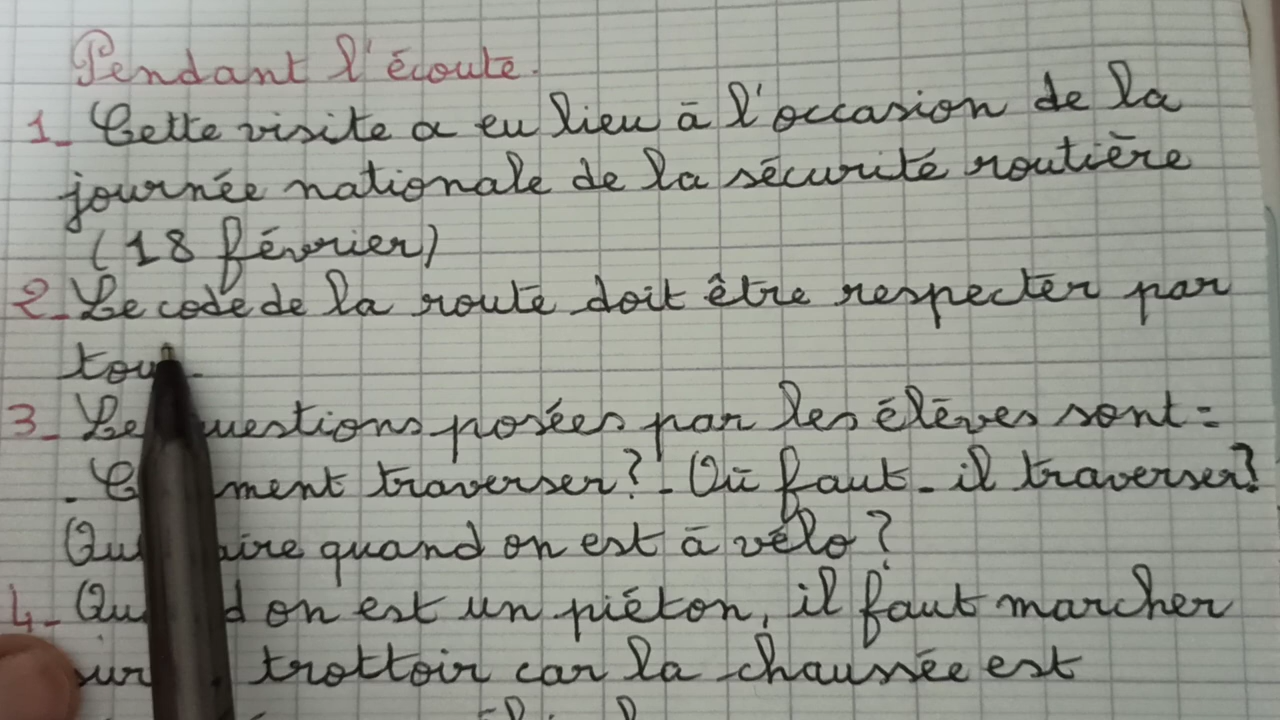 Pendant l'écoute.
1_ Cette visite a eu lieu à l'occasion de la
journée nationale de la sécurité routière
(18 février)
2_ Le code de la route doit être respecter par
3_ posées par les élèves sont =
traverser? _ Où faut-il traverser?
quand on est à vélo ?
4_ on est un piéton, il faut marcher
trottoir car la chaussée est